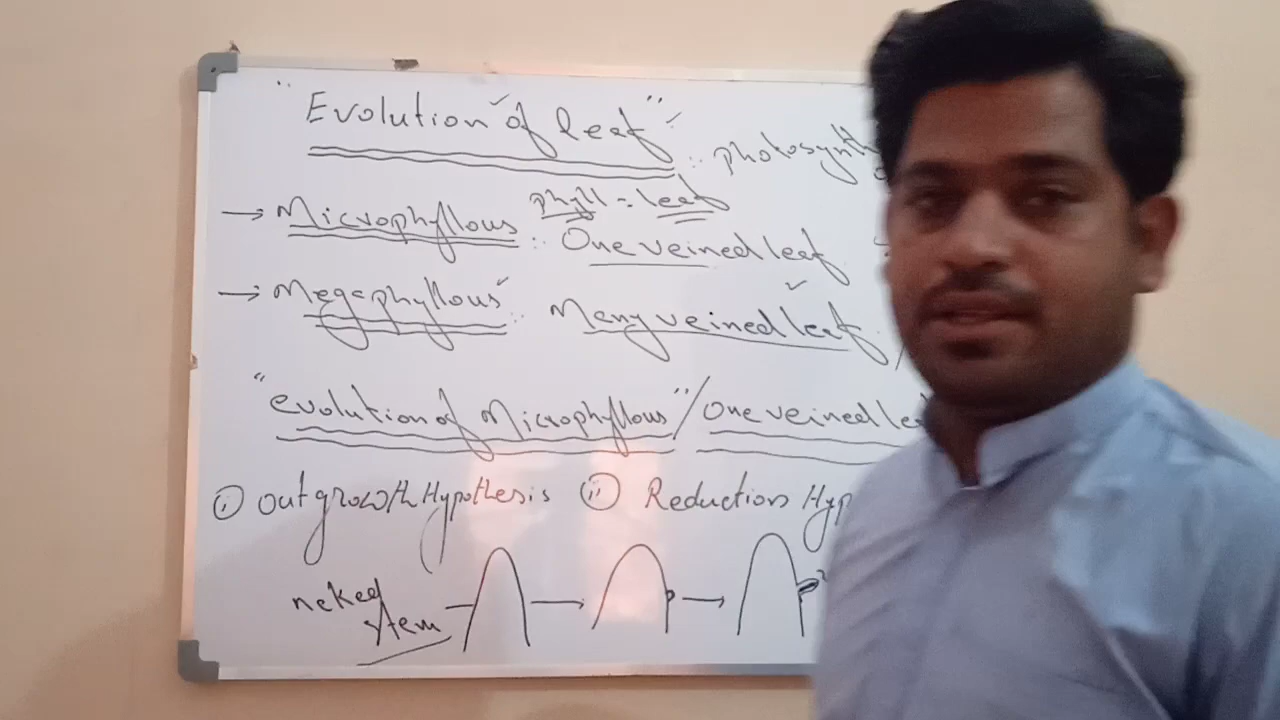 "Evolution of leaf" :
: photosynth
→ Microphyllous phyll = leaf
: One veined leaf
→ Megaphyllous : Many veined leaf /
"evolution of Microphyllous" / One veined le
(i) outgrowth Hypothesis (ii) Reduction Hyp
neked stem → →